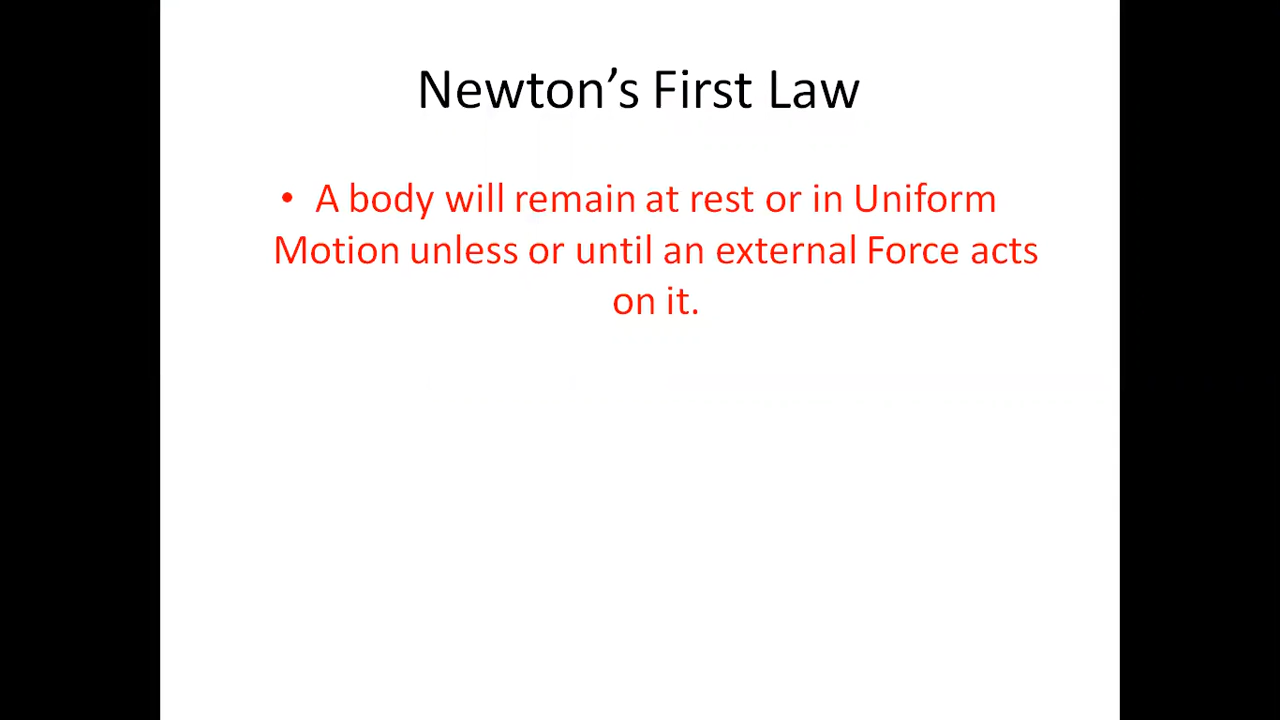 Newton’s First Law
• A body will remain at rest or in Uniform
Motion unless or until an external Force acts
on it.